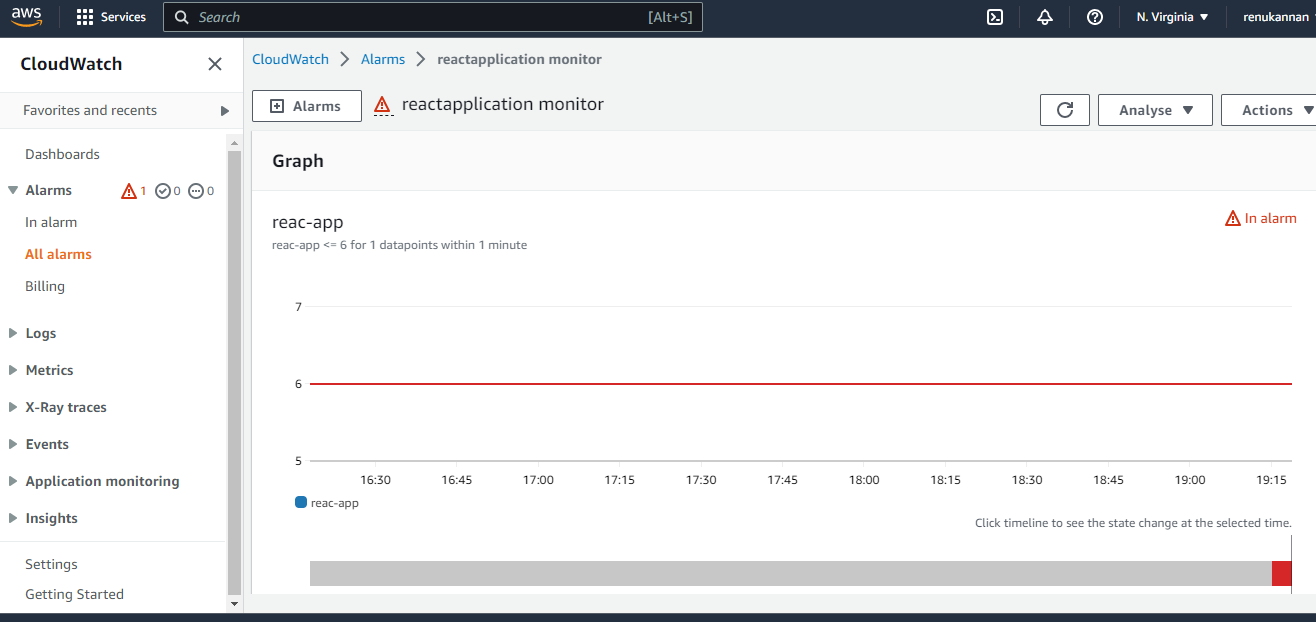 aws Services Search [Alt+S] N. Virginia renukannan
CloudWatch
Favorites and recents
Dashboards
Alarms 1 0 0
In alarm
All alarms
Billing
Logs
Metrics
X-Ray traces
Events
Application monitoring
Insights
Settings
Getting Started
CloudWatch Alarms reactapplication monitor
Alarms reactapplication monitor Analyse Actions
Graph
reac-app
In alarm
reac-app <= 6 for 1 datapoints within 1 minute
7
6
5
16:30 16:45 17:00 17:15 17:30 17:45 18:00 18:15 18:30 18:45 19:00 19:15
reac-app
Click timeline to see the state change at the selected time.